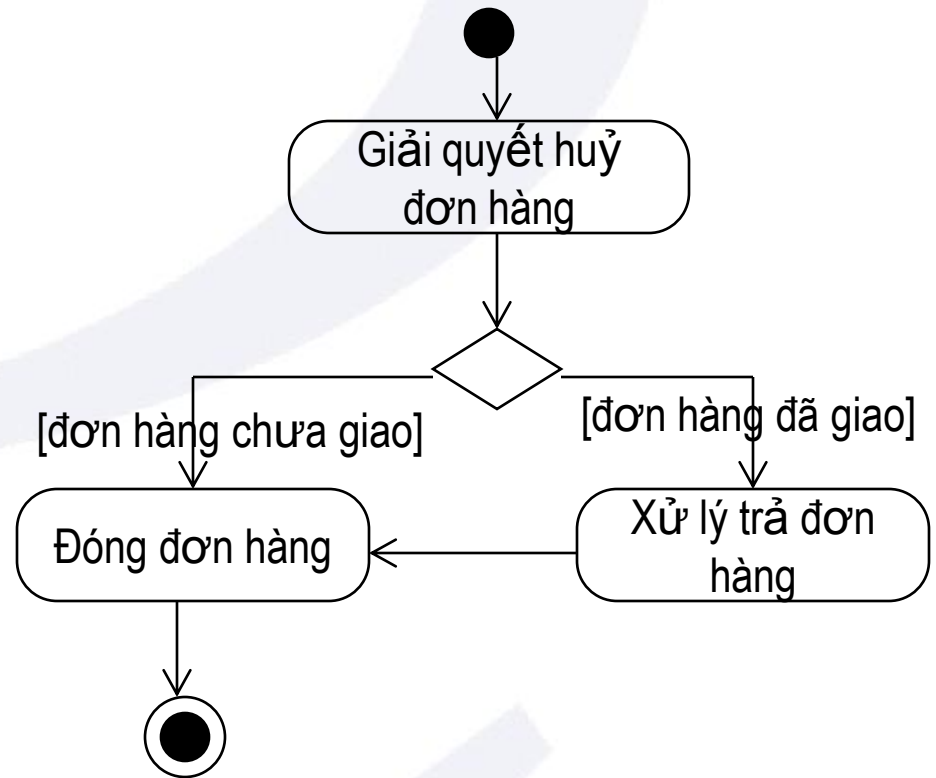 Giải quyết huỷ
đơn hàng
[đơn hàng chưa giao]
[đơn hàng đã giao]
Đóng đơn hàng
Xử lý trả đơn
hàng